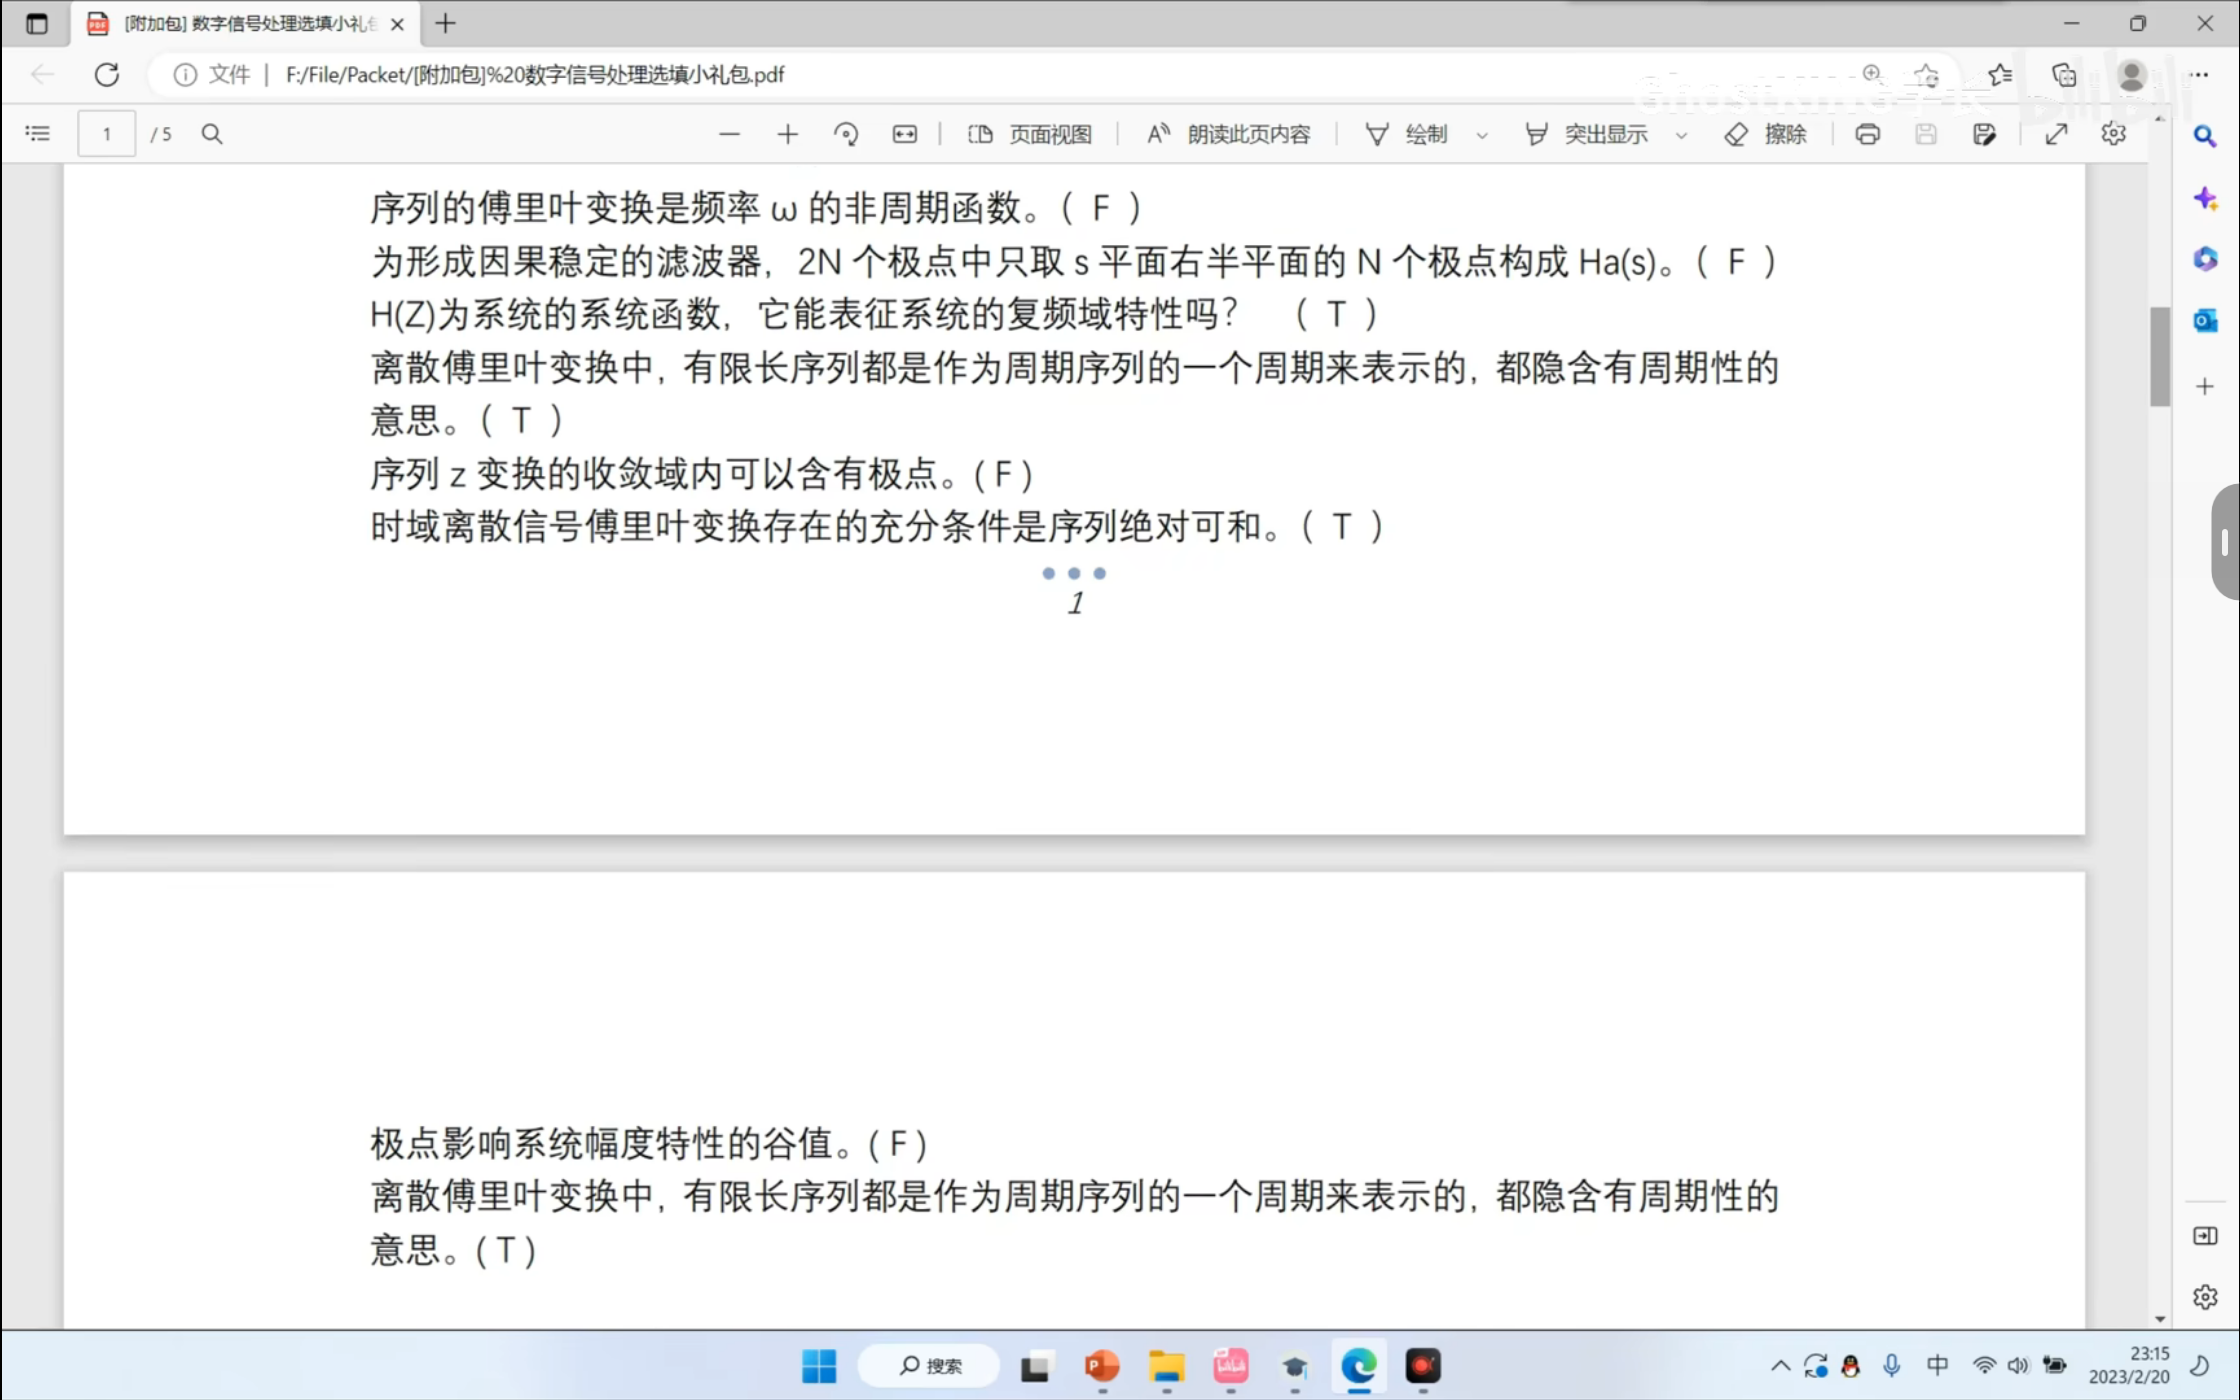 [附加包] 数字信号处理选填小礼
文件
F:/File/Packet/[附加包]%20数字信号处理选填小礼包.pdf
1 / 5 页面视图 朗读此页内容 绘制 突出显示 擦除
序列的傅里叶变换是频率 ω 的非周期函数。（ F ）
为形成因果稳定的滤波器，2N 个极点中只取 s 平面右半平面的 N 个极点构成 Ha(s)。（ F ）
H(Z)为系统的系统函数，它能表征系统的复频域特性吗？ （ T ）
离散傅里叶变换中, 有限长序列都是作为周期序列的一个周期来表示的, 都隐含有周期性的
意思。（ T ）
序列 z 变换的收敛域内可以含有极点。( F )
时域离散信号傅里叶变换存在的充分条件是序列绝对可和。（ T ）
1
极点影响系统幅度特性的谷值。( F )
离散傅里叶变换中, 有限长序列都是作为周期序列的一个周期来表示的, 都隐含有周期性的
意思。( T )
搜索
中
23:15
2023/2/20